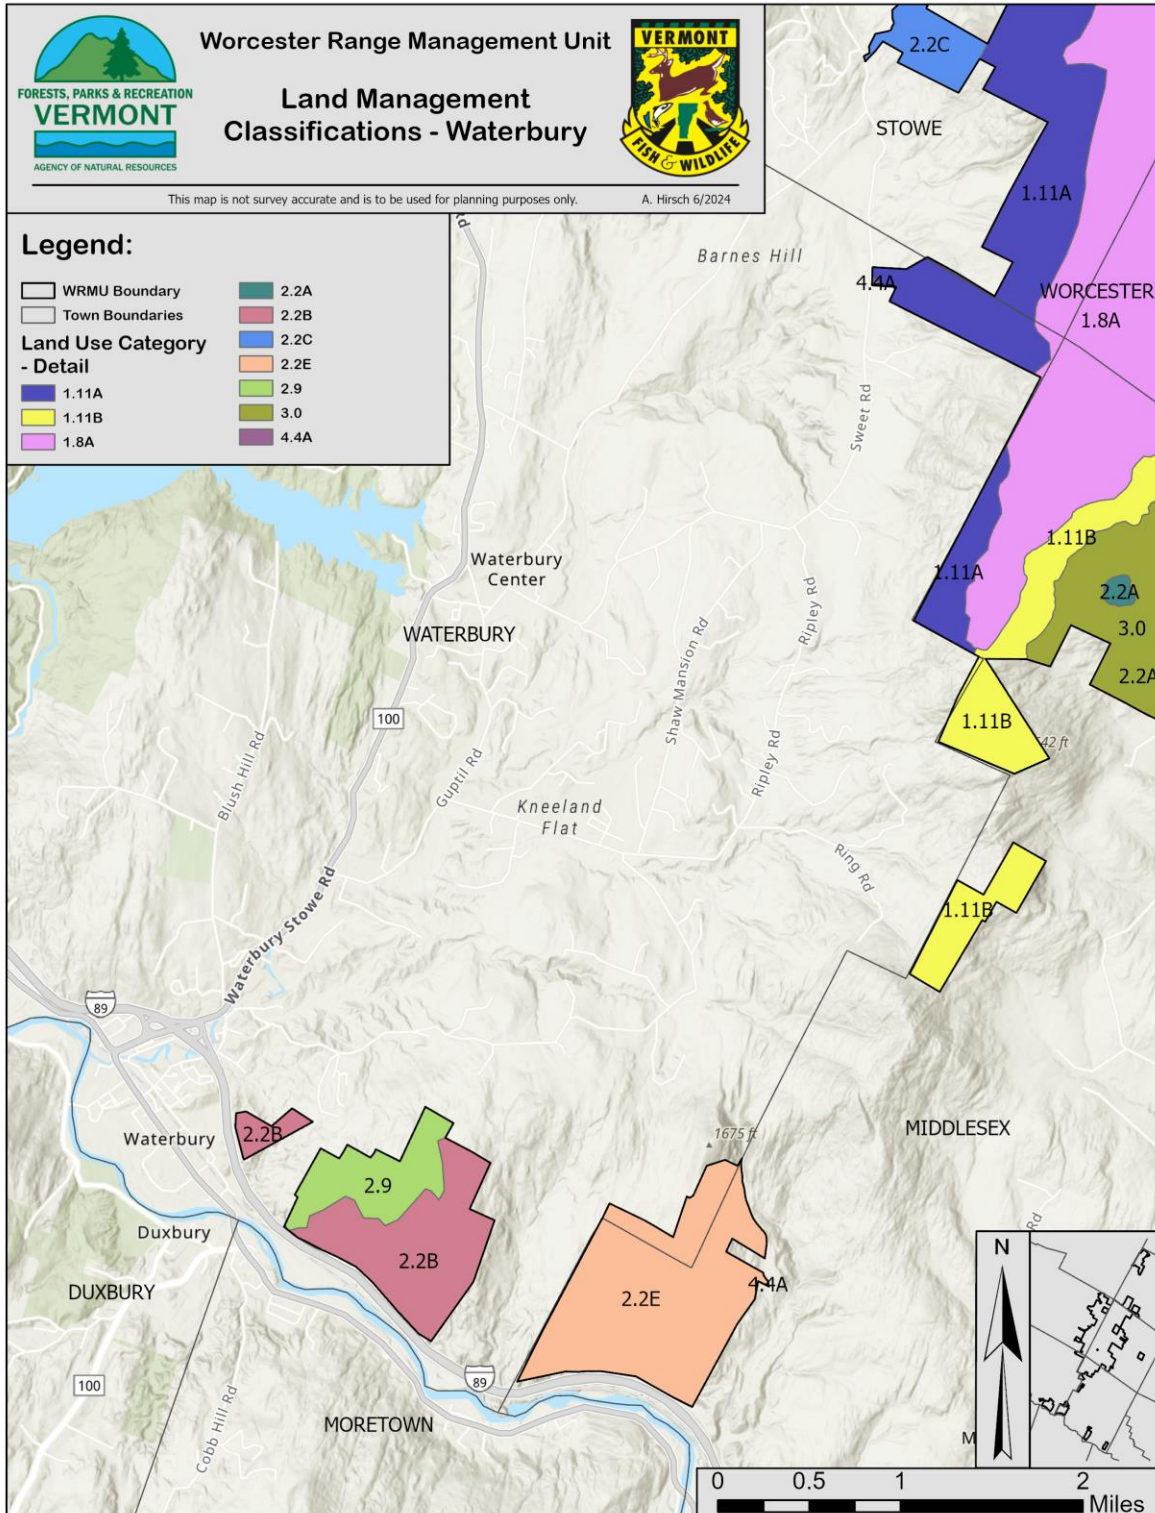 FORESTS, PARKS & RECREATION
VERMONT
AGENCY OF NATURAL RESOURCES
Worcester Range Management Unit
Land Management
Classifications - Waterbury
VERMONT
FISH & WILDLIFE
This map is not survey accurate and is to be used for planning purposes only.
A. Hirsch 6/2024
Legend:
WRMU Boundary
Town Boundaries
Land Use Category
- Detail
1.11A
1.11B
1.8A
2.2A
2.2B
2.2C
2.2E
2.9
3.0
4.4A
2.2C
STOWE
1.11A
Rd
Barnes Hill
4.4A
WORCESTER
1.8A
Sweet Rd
1.11B
Waterbury
Center
1.11A
2.2A
Ripley Rd
3.0
WATERBURY
Shaw Mansion Rd
2.2A
100
1.11B
Blush Hill Rd
Ripley Rd
Guptil Rd
Kneeland
Flat
Ring Rd
1.11B
Waterbury Stowe Rd
89
Waterbury
2.2B
MIDDLESEX
1675 ft
2.9
Duxbury
Rd
N
2.2B
DUXBURY
2.2E
4.4A
100
89
Cobb Hill Rd
MORETOWN
M
0 0.5 1 2
Miles